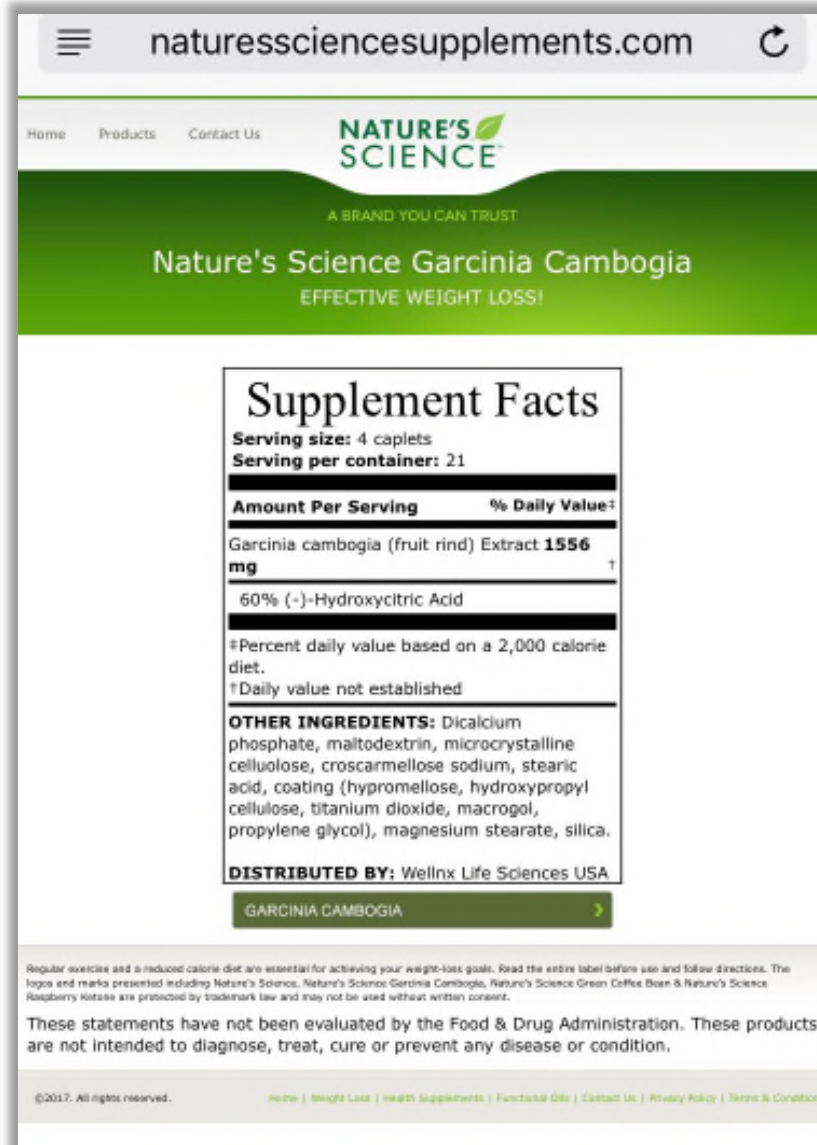 naturessciencesupplements.com
Home Products Contact Us
NATURE'S
SCIENCE™
A BRAND YOU CAN TRUST
Nature's Science Garcinia Cambogia
EFFECTIVE WEIGHT LOSS!
Supplement Facts
Serving size: 4 caplets
Serving per container: 21
Amount Per Serving % Daily Value‡
Garcinia cambogia (fruit rind) Extract 1556
mg †
60% (-)-Hydroxycitric Acid
‡Percent daily value based on a 2,000 calorie
diet.
†Daily value not established
OTHER INGREDIENTS: Dicalcium
phosphate, maltodextrin, microcrystalline
celluolose, croscarmellose sodium, stearic
acid, coating (hypromellose, hydroxypropyl
cellulose, titanium dioxide, macrogol,
propylene glycol), magnesium stearate, silica.
DISTRIBUTED BY: Wellnx Life Sciences USA
GARCINIA CAMBOGIA
Regular exercise and a reduced calorie diet are essential for achieving your weight-loss goals. Read the entire label before use and follow directions. The
logos and marks presented including Nature's Science, Nature's Science Garcinia Cambogia, Nature's Science Green Coffee Bean & Nature's Science
Raspberry Ketone are protected by trademark law and may not be used without written consent.
These statements have not been evaluated by the Food & Drug Administration. These products
are not intended to diagnose, treat, cure or prevent any disease or condition.
©2017. All rights reserved. Home | Weight Loss | Health Supplements | Functional Oils | Contact Us | Privacy Policy | Terms & Condition